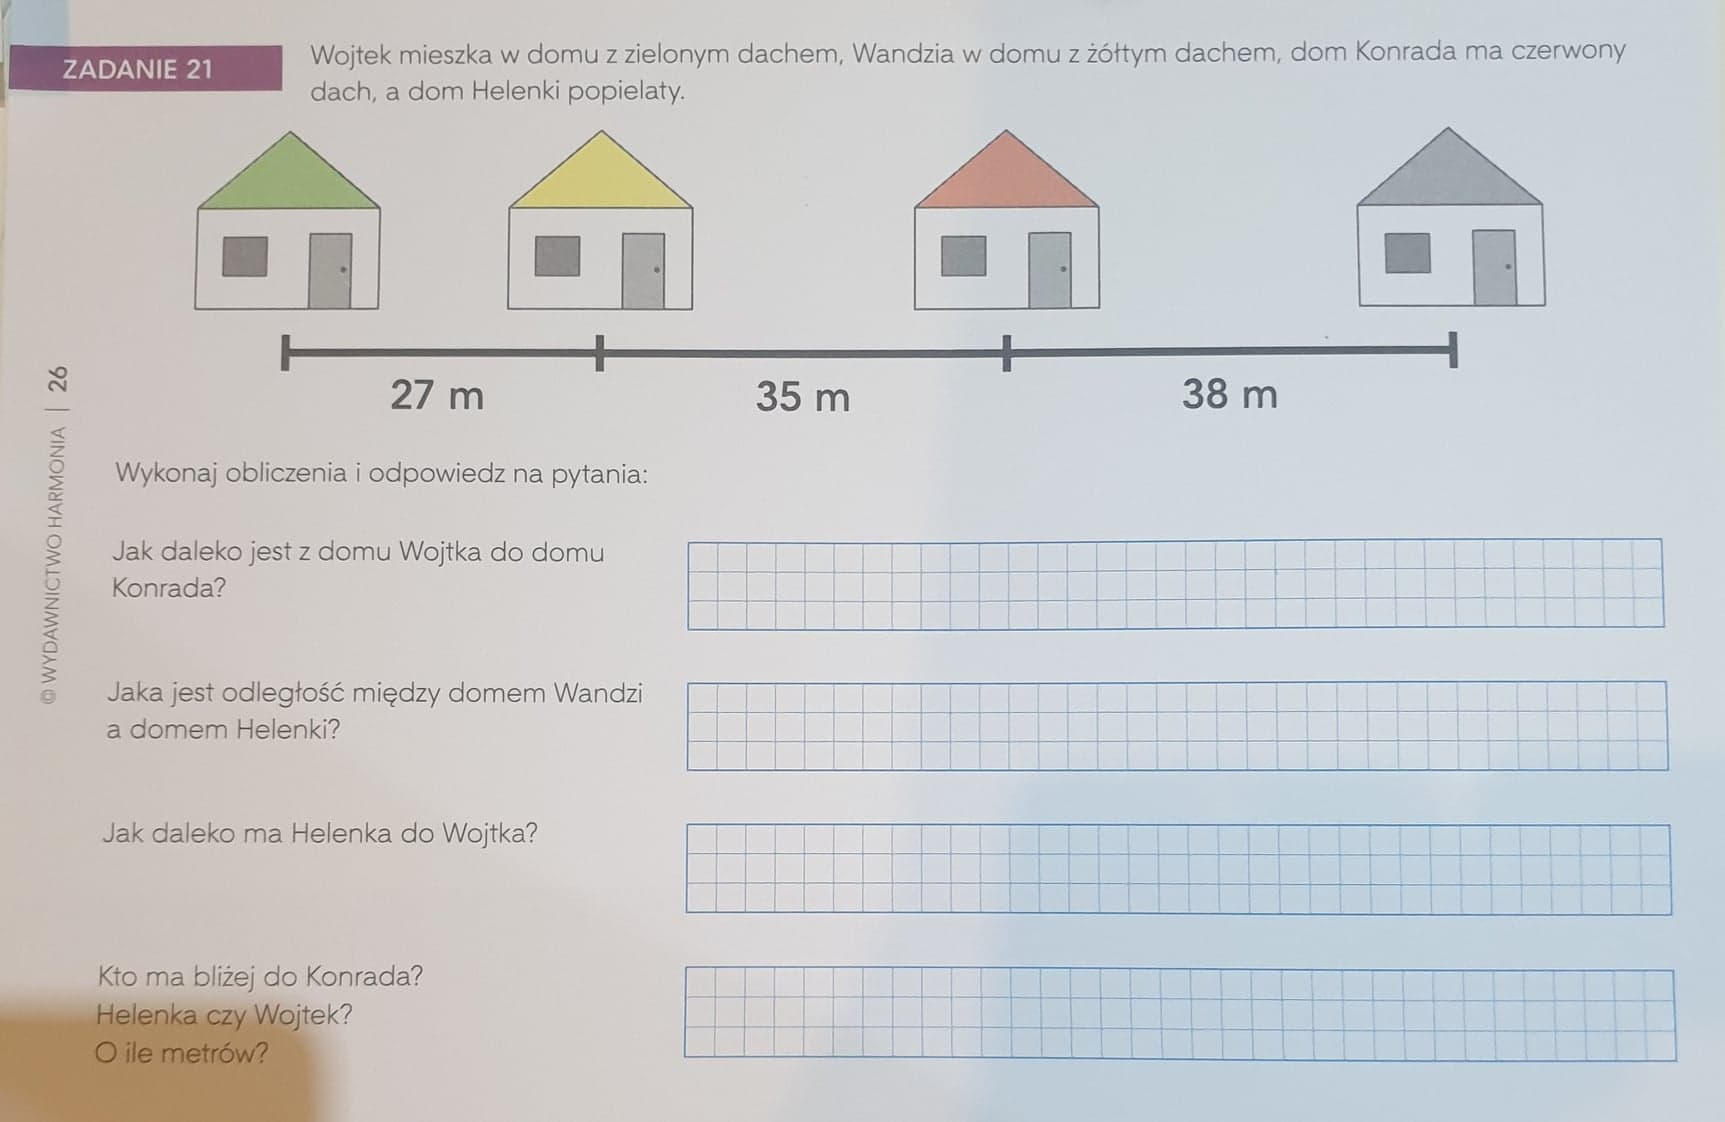 ZADANIE 21
Wojtek mieszka w domu z zielonym dachem, Wandzia w domu z żółtym dachem, dom Konrada ma czerwony
dach, a dom Helenki popielaty.
27 m
35 m
38 m
Wykonaj obliczenia i odpowiedz na pytania:
Jak daleko jest z domu Wojtka do domu
Konrada?
Jaka jest odległość między domem Wandzi
a domem Helenki?
Jak daleko ma Helenka do Wojtka?
Kto ma bliżej do Konrada?
Helenka czy Wojtek?
O ile metrów?
© WYDAWNICTWO HARMONIA | 26